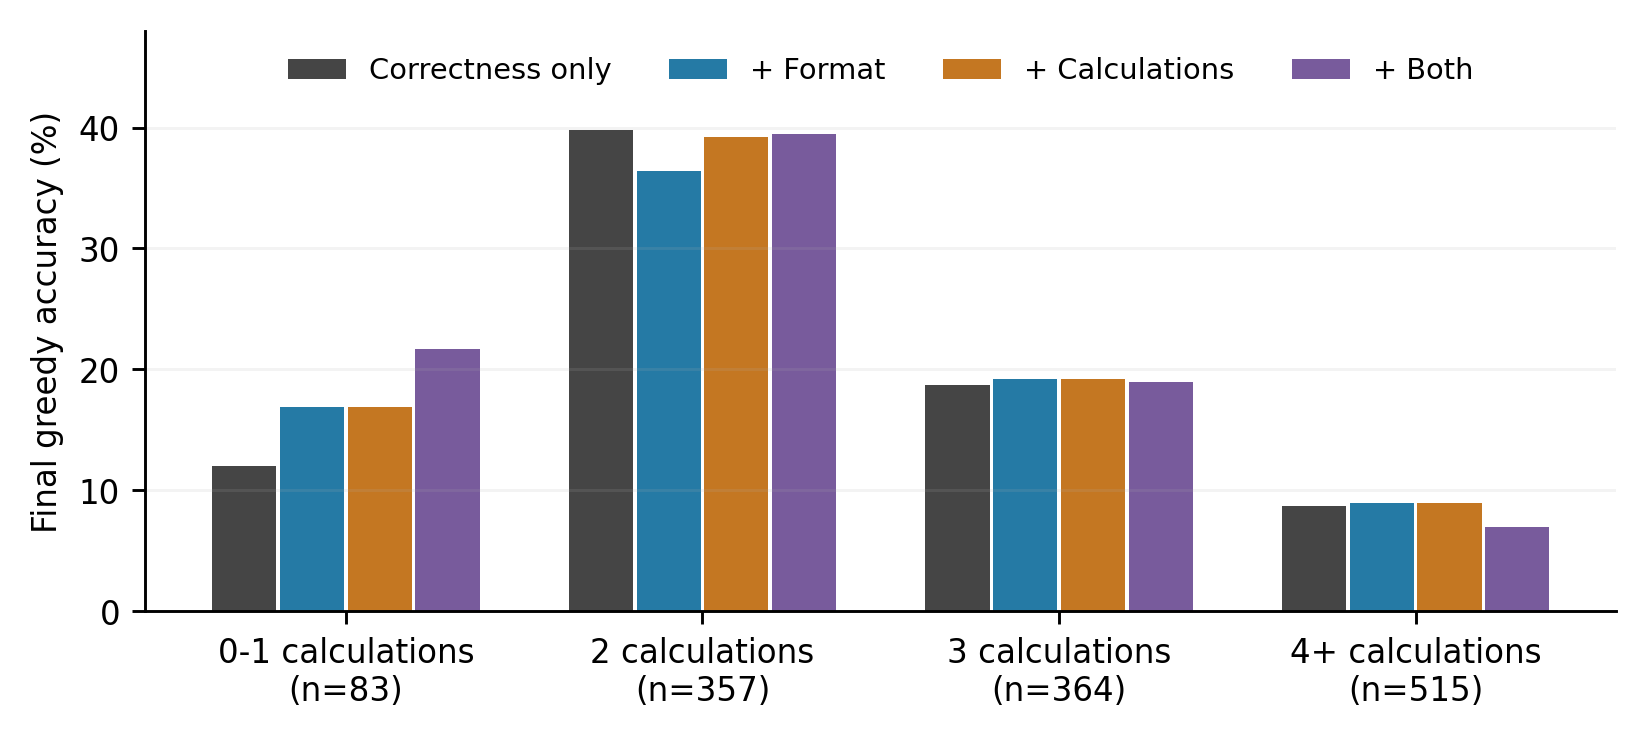 Correctness only + Format + Calculations + Both
Final greedy accuracy (%)
40
30
20
10
0
0-1 calculations
(n=83)
2 calculations
(n=357)
3 calculations
(n=364)
4+ calculations
(n=515)